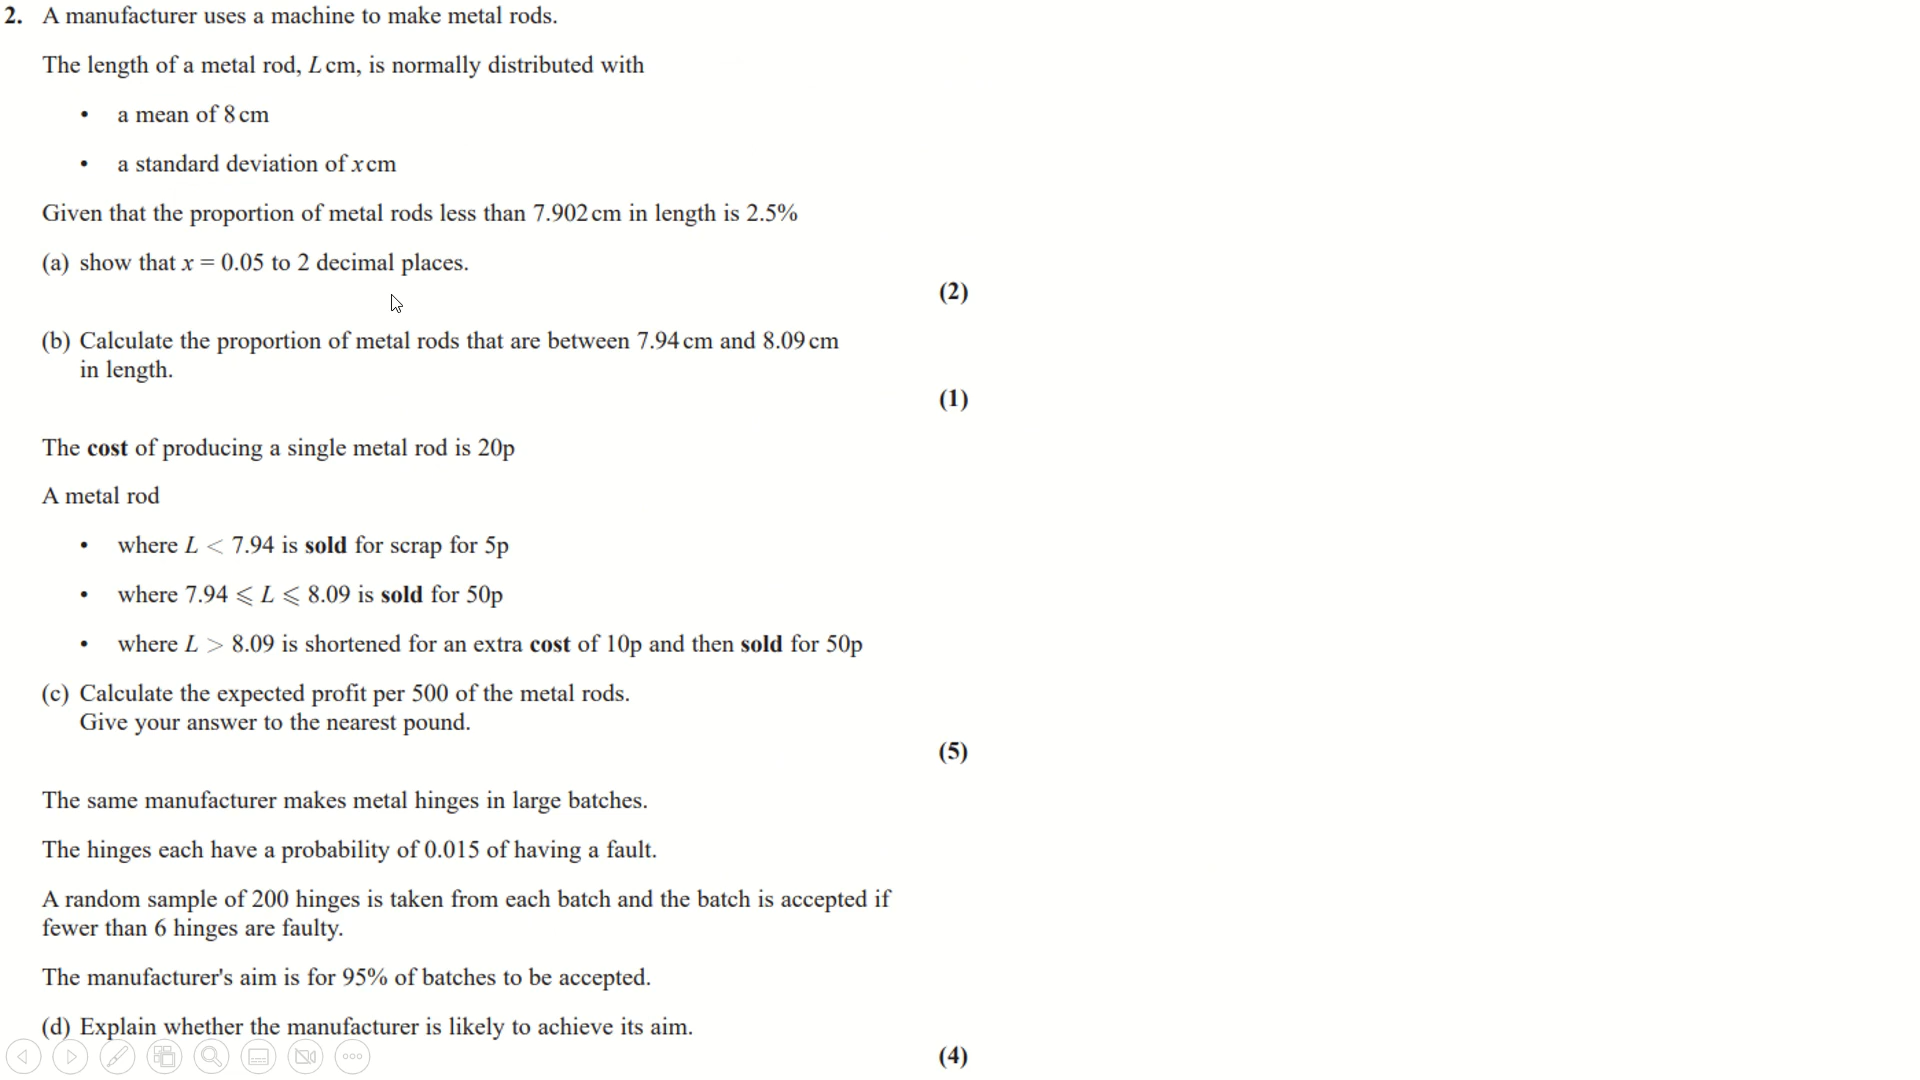 2. A manufacturer uses a machine to make metal rods.
The length of a metal rod, L cm, is normally distributed with
• a mean of 8 cm
• a standard deviation of x cm
Given that the proportion of metal rods less than 7.902 cm in length is 2.5%
(a) show that x = 0.05 to 2 decimal places.
(2)
(b) Calculate the proportion of metal rods that are between 7.94 cm and 8.09 cm
in length.
(1)
The cost of producing a single metal rod is 20p
A metal rod
• where L < 7.94 is sold for scrap for 5p
• where 7.94 ⩽ L ⩽ 8.09 is sold for 50p
• where L > 8.09 is shortened for an extra cost of 10p and then sold for 50p
(c) Calculate the expected profit per 500 of the metal rods.
Give your answer to the nearest pound.
(5)
The same manufacturer makes metal hinges in large batches.
The hinges each have a probability of 0.015 of having a fault.
A random sample of 200 hinges is taken from each batch and the batch is accepted if
fewer than 6 hinges are faulty.
The manufacturer's aim is for 95% of batches to be accepted.
(d) Explain whether the manufacturer is likely to achieve its aim.
(4)